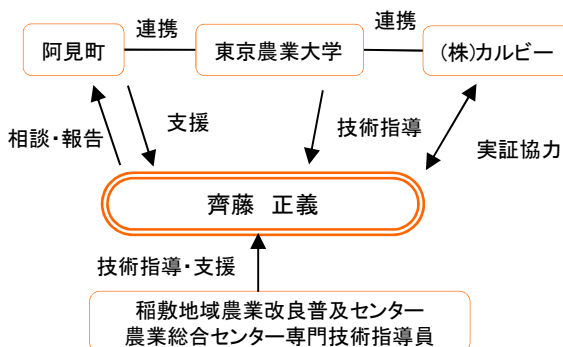 連携
連携
阿見町
東京農業大学
(株)カルビー
支援
技術指導
相談・報告
実証協力
齊藤 正義
技術指導・支援
稲敷地域農業改良普及センター
農業総合センター専門技術指導員